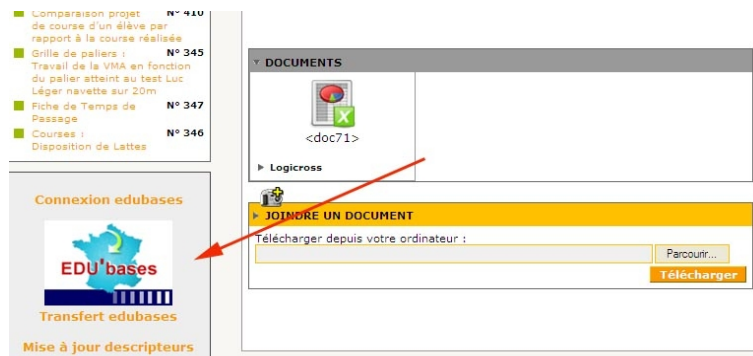 Comparaison projet N° 410
de course d'un élève par
rapport à la course réalisée
Grille de paliers : N° 345
Travail de la VMA en fonction
du palier atteint au test Luc
Léger navette sur 20m
Fiche de Temps de N° 347
Passage
Courses : N° 346
Disposition de Lattes
Connexion edubases
EDU'bases
Transfert edubases
Mise à jour descripteurs
DOCUMENTS
<doc71>
Logicross
JOINDRE UN DOCUMENT
Télécharger depuis votre ordinateur :
Parcourir...
Télécharger